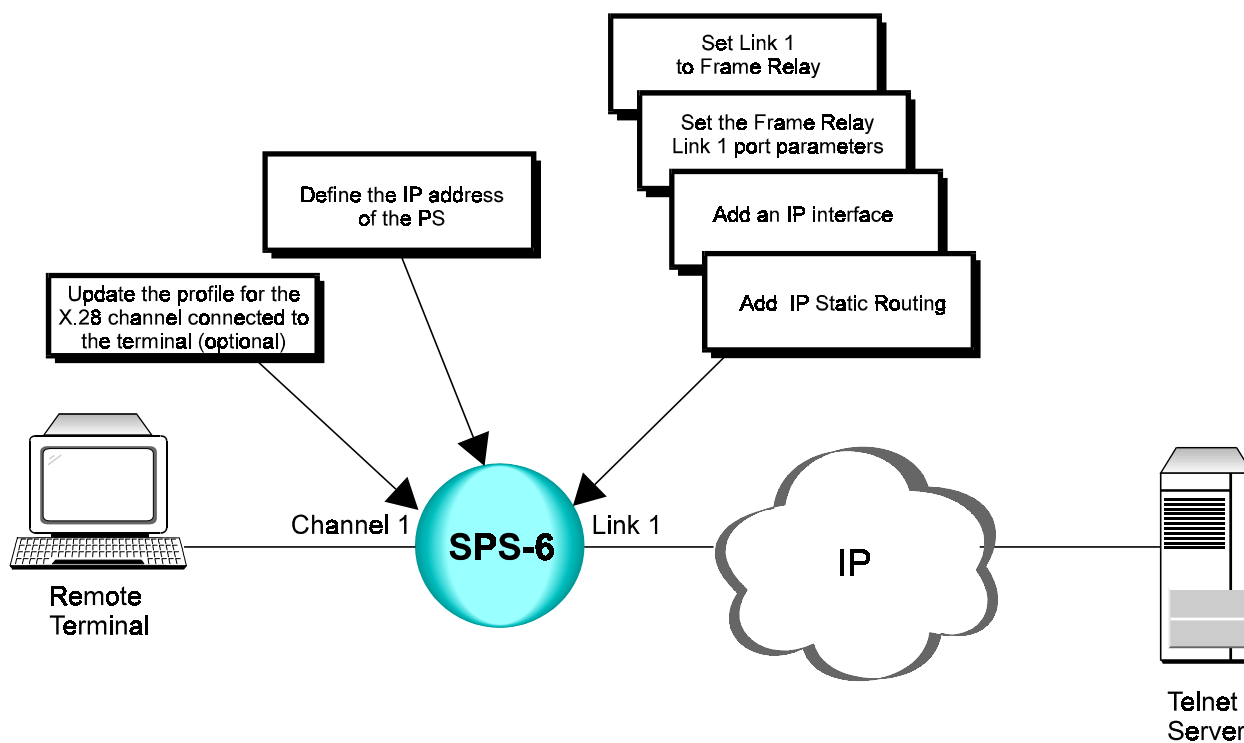 Set Link 1
to Frame Relay
Set the Frame Relay
Link 1 port parameters
Define the IP address
of the PS
Add an IP interface
Add IP Static Routing
Update the profile for the
X.28 channel connected to
the terminal (optional)
Channel 1
SPS-6
Link 1
IP
Remote
Terminal
Telnet
Server